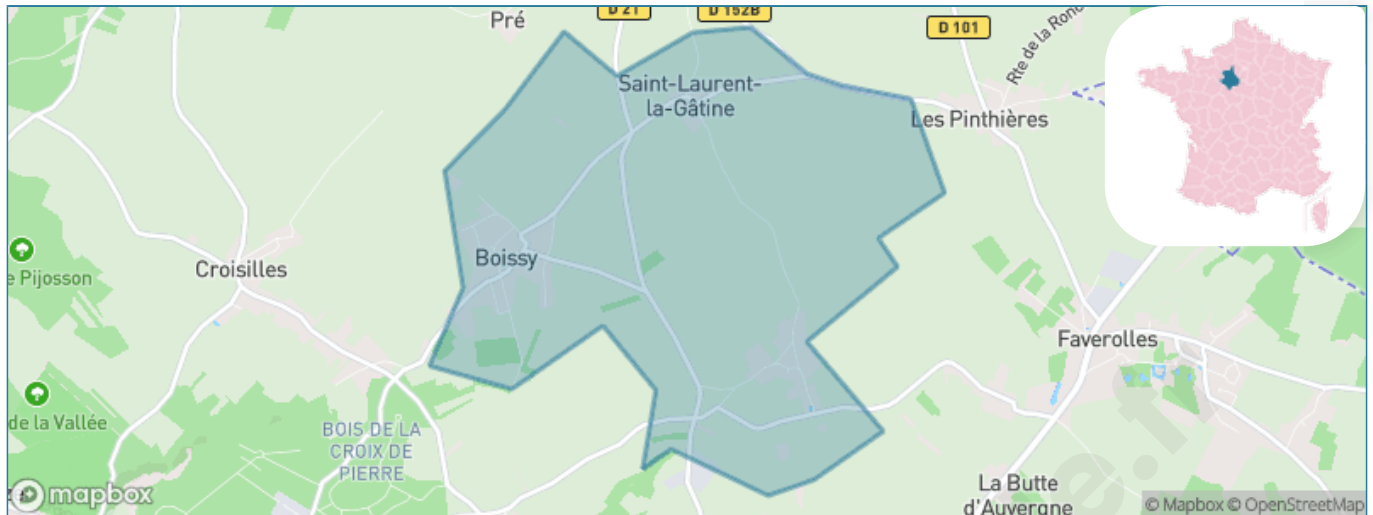 D 21
D 152B
Pré
D 101
Rte de la Rond
Saint-Laurent-
la-Gâtine
Les Pinthières
Boissy
Croisilles
e Pijosson
Faverolles
de la Vallée
BOIS DE LA
CROIX DE
PIERRE
La Butte
d'Auvergne
mapbox
© Mapbox © OpenStreetMap